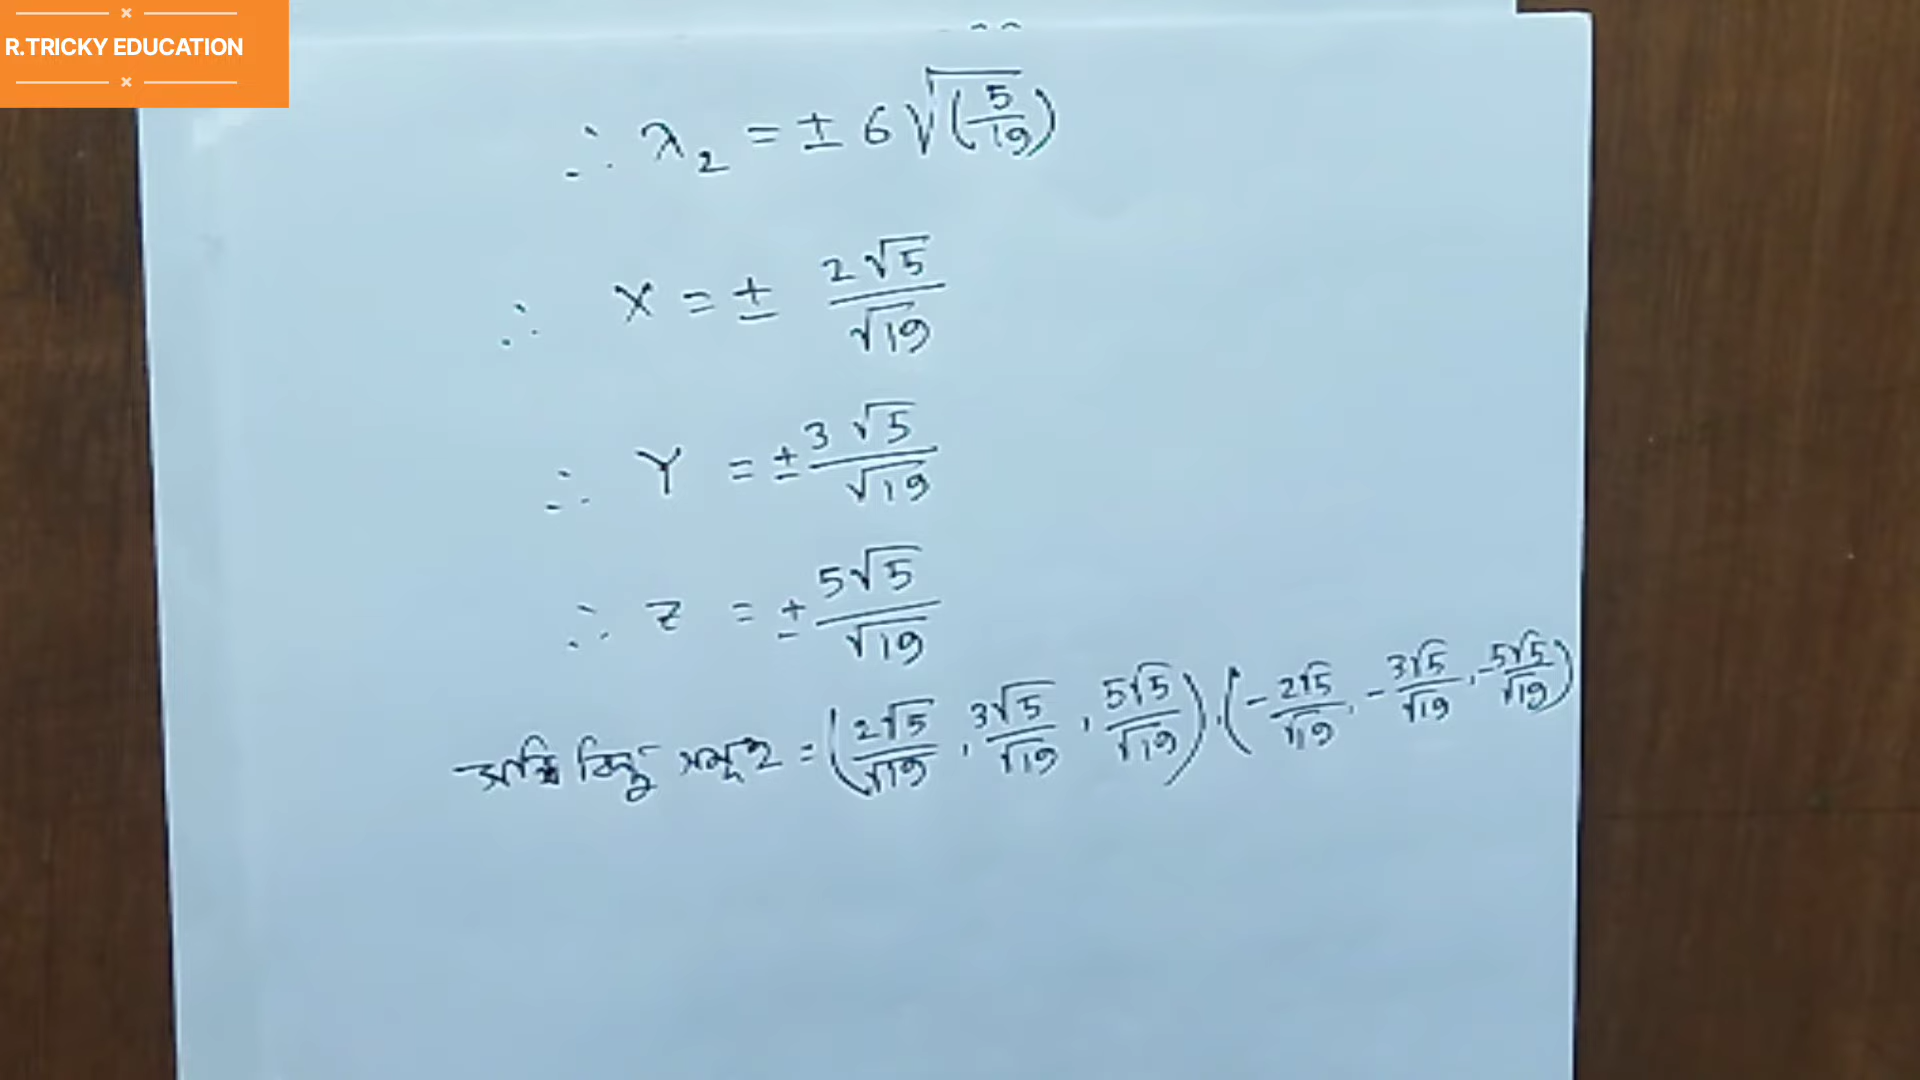 R.TRICKY EDUCATION
∴ λ₂ = ± 6√(5/19)
∴ X = ± 2√5/√19
∴ Y = ± 3√5/√19
∴ Z = ± 5√5/√19
বিন্দু সমূহ = (2√5/√19, 3√5/√19, 5√5/√19), (-2√5/√19, -3√5/√19, -5√5/√19)